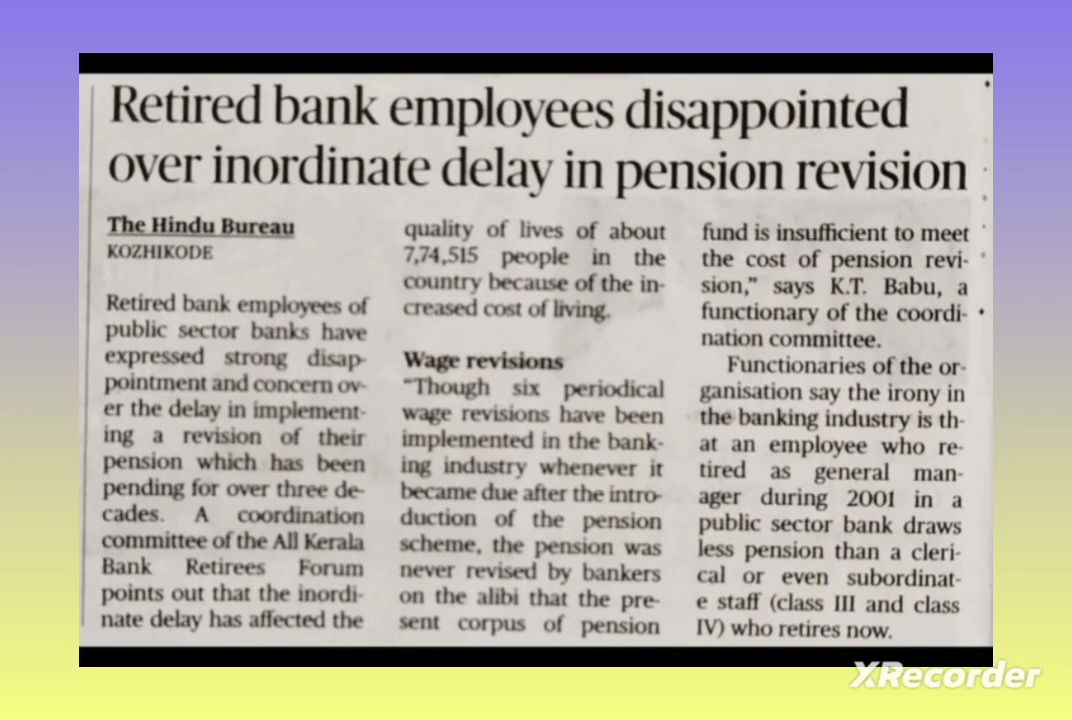 Retired bank employees disappointed
over inordinate delay in pension revision
The Hindu Bureau
KOZHIKODE
Retired bank employees of
public sector banks have
expressed strong disap-
pointment and concern ov-
er the delay in implement-
ing a revision of their
pension which has been
pending for over three de-
cades. A coordination
committee of the All Kerala
Bank Retirees Forum
points out that the inordi-
nate delay has affected the
quality of lives of about
7,74,515 people in the
country because of the in-
creased cost of living.
Wage revisions
“Though six periodical
wage revisions have been
implemented in the bank-
ing industry whenever it
became due after the intro-
duction of the pension
scheme, the pension was
never revised by bankers
on the alibi that the pre-
sent corpus of pension
fund is insufficient to meet
the cost of pension revi-
sion,” says K.T. Babu, a
functionary of the coordi-
nation committee.
Functionaries of the or-
ganisation say the irony in
the banking industry is th-
at an employee who re-
tired as general man-
ager during 2001 in a
public sector bank draws
less pension than a cleri-
cal or even subordinat-
e staff (class III and class
IV) who retires now.
XRecorder